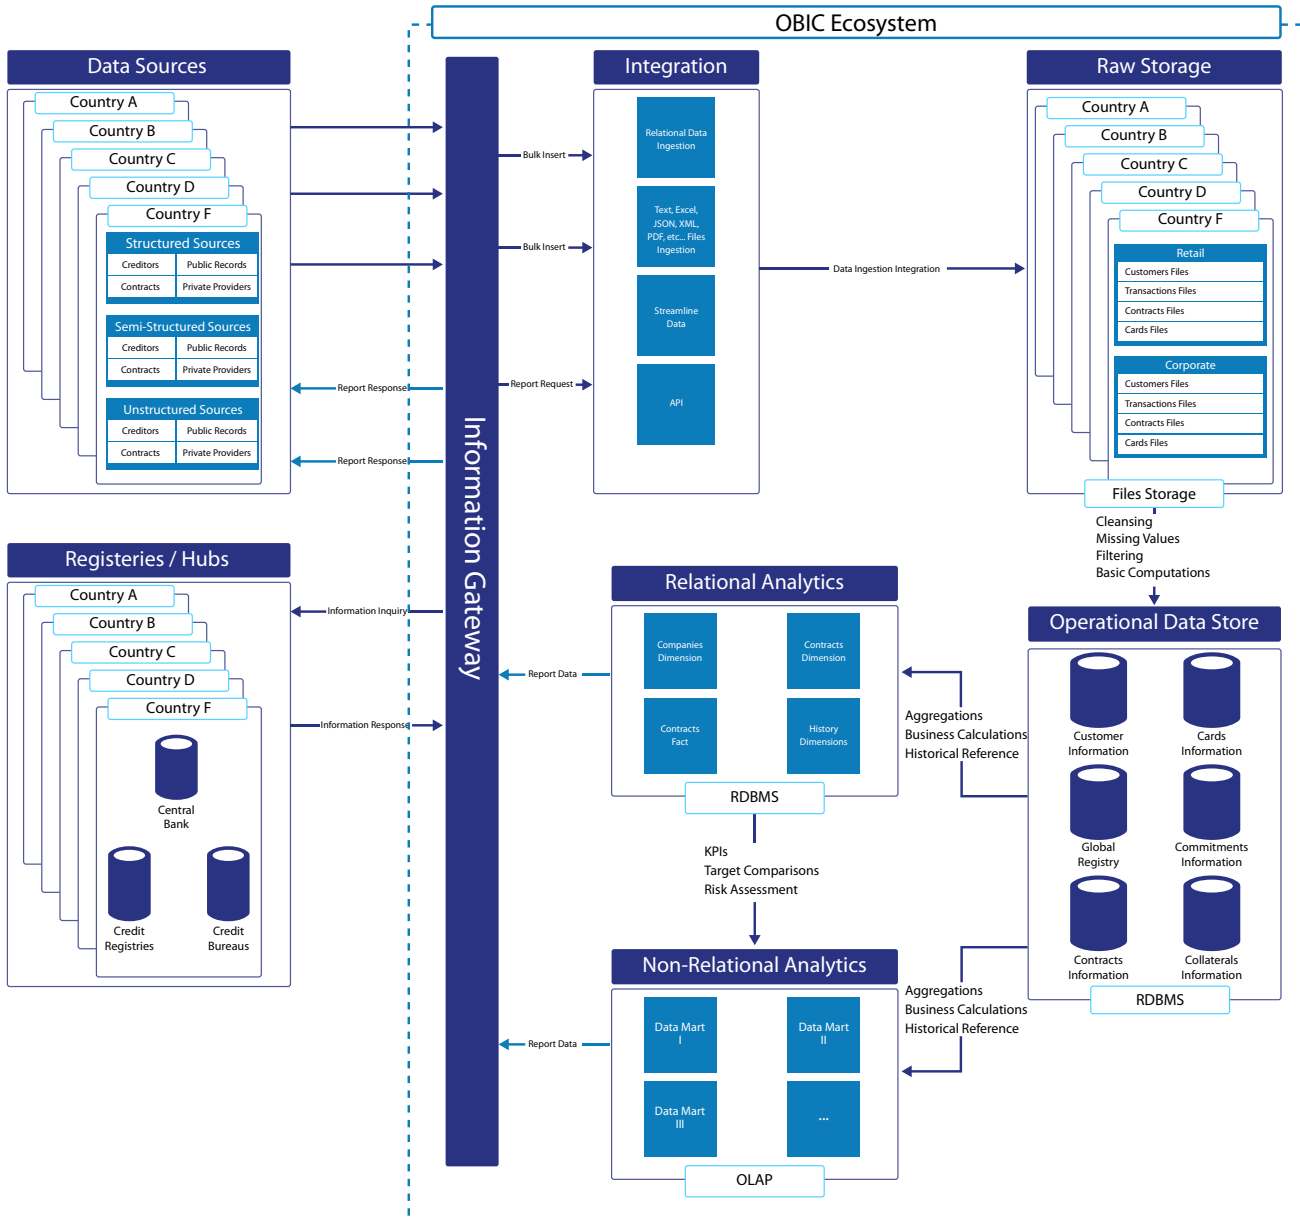 OBIC Ecosystem
Data Sources
Country A
Country B
Country C
Country D
Country F
Structured Sources
Creditors
Public Records
Contracts
Private Providers
Semi-Structured Sources
Creditors
Public Records
Contracts
Private Providers
Unstructured Sources
Creditors
Public Records
Contracts
Private Providers
Report Response
Report Response
Registeries / Hubs
Country A
Country B
Country C
Country D
Country F
Central
Bank
Credit
Registries
Credit
Bureaus
Information Inquiry
Information Response
Information Gateway
Bulk Insert
Bulk Insert
Report Request
Integration
Relational Data
Ingestion
Text, Excel,
JSON, XML,
PDF, etc... Files
Ingestion
Streamline
Data
API
Data Ingestion Integration
Raw Storage
Country A
Country B
Country C
Country D
Country F
Retail
Customers Files
Transactions Files
Contracts Files
Cards Files
Corporate
Customers Files
Transactions Files
Contracts Files
Cards Files
Files Storage
Cleansing
Missing Values
Filtering
Basic Computations
Operational Data Store
Customer
Information
Cards
Information
Global
Registry
Commitments
Information
Contracts
Information
Collaterals
Information
RDBMS
Aggregations
Business Calculations
Historical Reference
Aggregations
Business Calculations
Historical Reference
Relational Analytics
Companies
Dimension
Contracts
Dimension
Contracts
Fact
History
Dimensions
RDBMS
Report Data
KPIs
Target Comparisons
Risk Assessment
Non-Relational Analytics
Data Mart
I
Data Mart
II
Data Mart
III
...
OLAP
Report Data